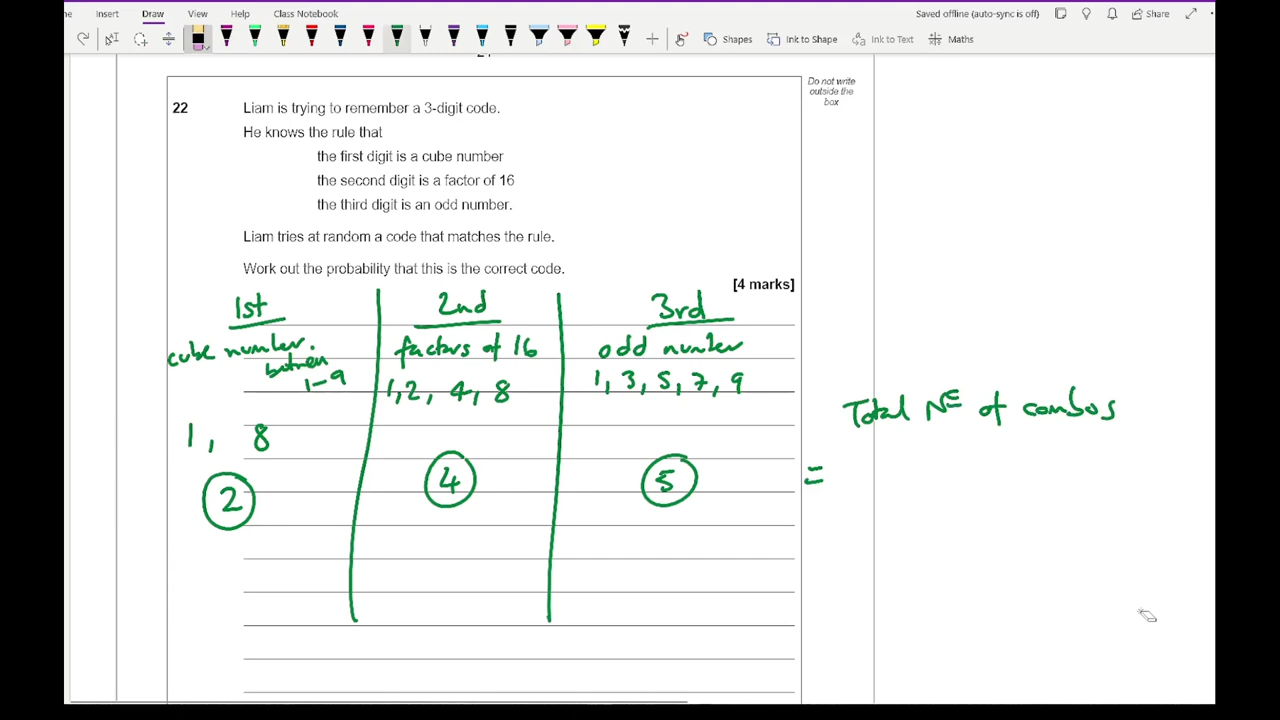 Insert Draw View Help Class Notebook Saved offline (auto-sync is off) Share
Shapes Ink to Shape Ink to Text Maths
Do not write
outside the
box
22 Liam is trying to remember a 3-digit code.
He knows the rule that
the first digit is a cube number
the second digit is a factor of 16
the third digit is an odd number.
Liam tries at random a code that matches the rule.
Work out the probability that this is the correct code.
[4 marks]
1st 2nd 3rd
cube number. factors of 16 odd number
between
1-9 1,2, 4, 8 1, 3, 5, 7, 9
Total Nº of combos
1, 8
2 4 5 =